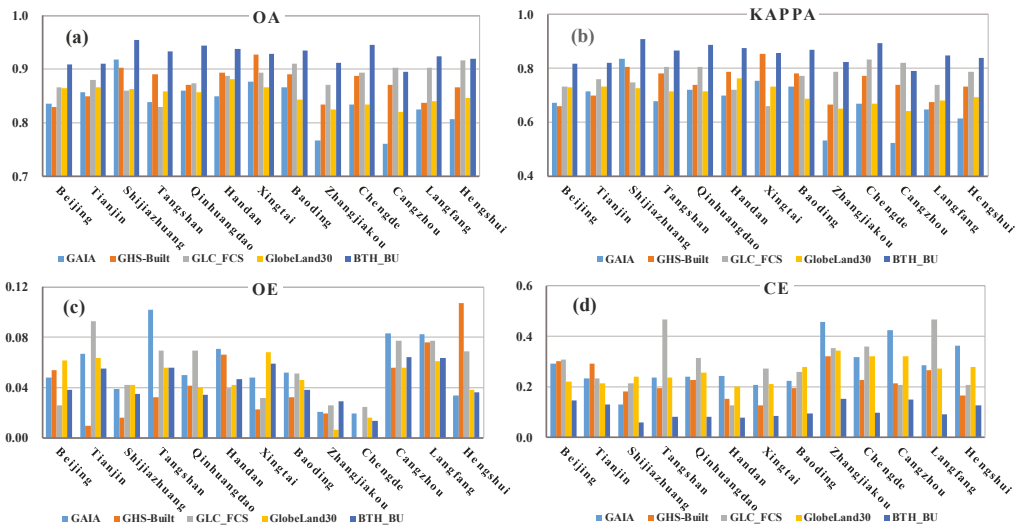 OA
(a)
1.0
0.9
0.8
0.7
Beijing
Tianjin
Shijiazhuang
Tangshan
Qinhuangdao
Handan
Xingtai
Baoding
Zhangjiakou
Chengde
Cangzhou
Langfang
Hengshui
GAIA GHS-Built GLC_FCS GlobeLand30 BTH_BU
KAPPA
(b)
1.0
0.8
0.6
0.4
Beijing
Tianjin
Shijiazhuang
Tangshan
Qinhuangdao
Handan
Xingtai
Baoding
Zhangjiakou
Chengde
Cangzhou
Langfang
Hengshui
GAIA GHS-Built GLC_FCS GlobeLand30 BTH_BU
OE
(c)
0.12
0.08
0.04
0.00
Beijing
Tianjin
Shijiazhuang
Tangshan
Qinhuangdao
Handan
Xingtai
Baoding
Zhangjiakou
Chengde
Cangzhou
Langfang
Hengshui
GAIA GHS-Built GLC_FCS GlobeLand30 BTH_BU
CE
(d)
0.6
0.4
0.2
0.0
Beijing
Tianjin
Shijiazhuang
Tangshan
Qinhuangdao
Handan
Xingtai
Baoding
Zhangjiakou
Chengde
Cangzhou
Langfang
Hengshui
GAIA GHS-Built GLC_FCS GlobeLand30 BTH_BU